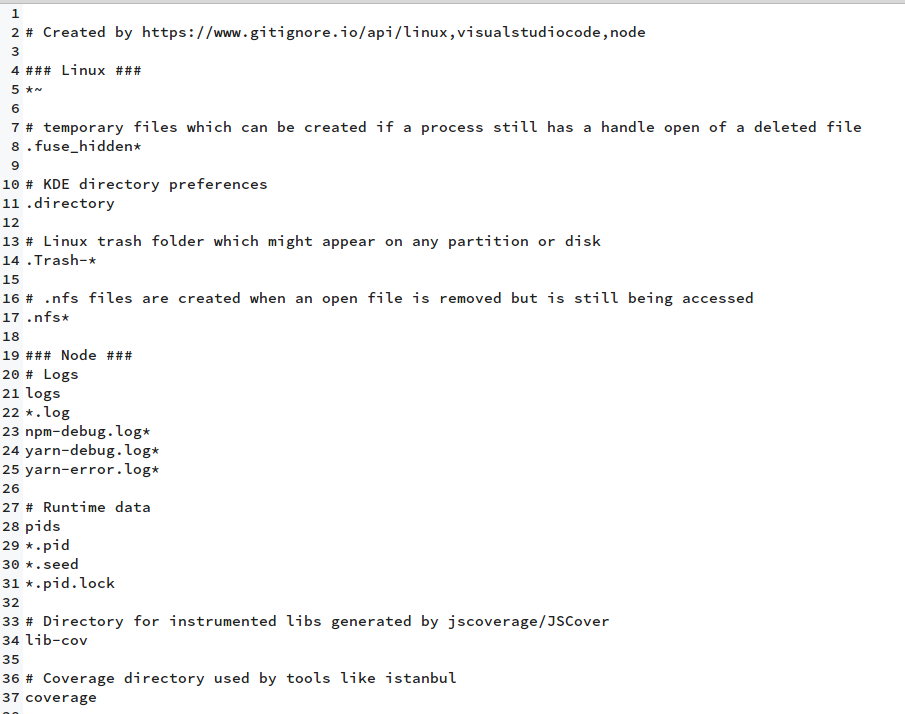 1
2 # Created by https://www.gitignore.io/api/linux,visualstudiocode,node
3
4 ### Linux ###
5 *~
6
7 # temporary files which can be created if a process still has a handle open of a deleted file
8 .fuse_hidden*
9
10 # KDE directory preferences
11 .directory
12
13 # Linux trash folder which might appear on any partition or disk
14 .Trash-*
15
16 # .nfs files are created when an open file is removed but is still being accessed
17 .nfs*
18
19 ### Node ###
20 # Logs
21 logs
22 *.log
23 npm-debug.log*
24 yarn-debug.log*
25 yarn-error.log*
26
27 # Runtime data
28 pids
29 *.pid
30 *.seed
31 *.pid.lock
32
33 # Directory for instrumented libs generated by jscoverage/JSCover
34 lib-cov
35
36 # Coverage directory used by tools like istanbul
37 coverage